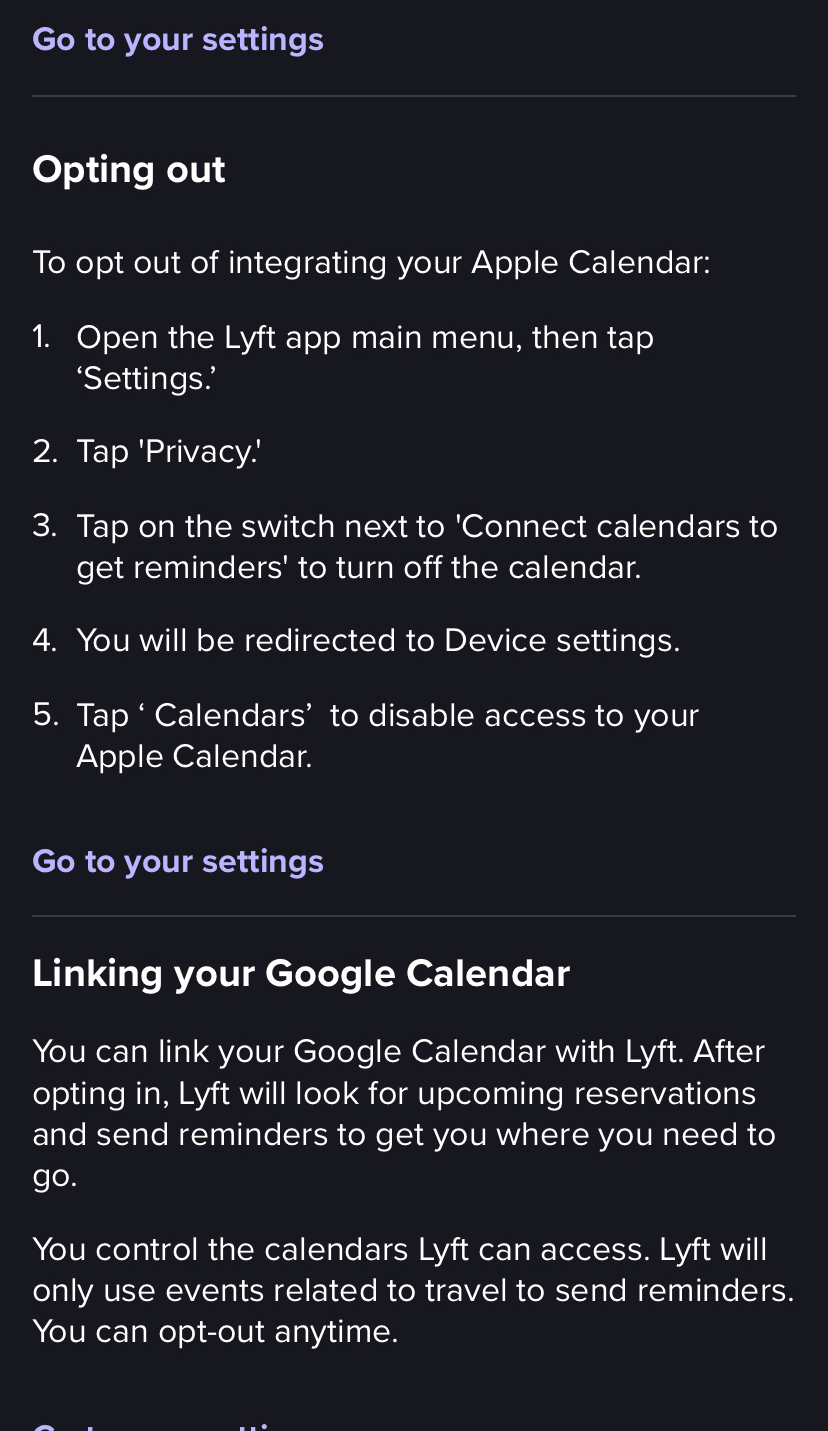 Go to your settings
Opting out
To opt out of integrating your Apple Calendar:
1. Open the Lyft app main menu, then tap
‘Settings.’
2. Tap 'Privacy.'
3. Tap on the switch next to 'Connect calendars to
get reminders' to turn off the calendar.
4. You will be redirected to Device settings.
5. Tap ‘ Calendars’  to disable access to your
Apple Calendar.
Go to your settings
Linking your Google Calendar
You can link your Google Calendar with Lyft. After
opting in, Lyft will look for upcoming reservations
and send reminders to get you where you need to
go.
You control the calendars Lyft can access. Lyft will
only use events related to travel to send reminders.
You can opt-out anytime.